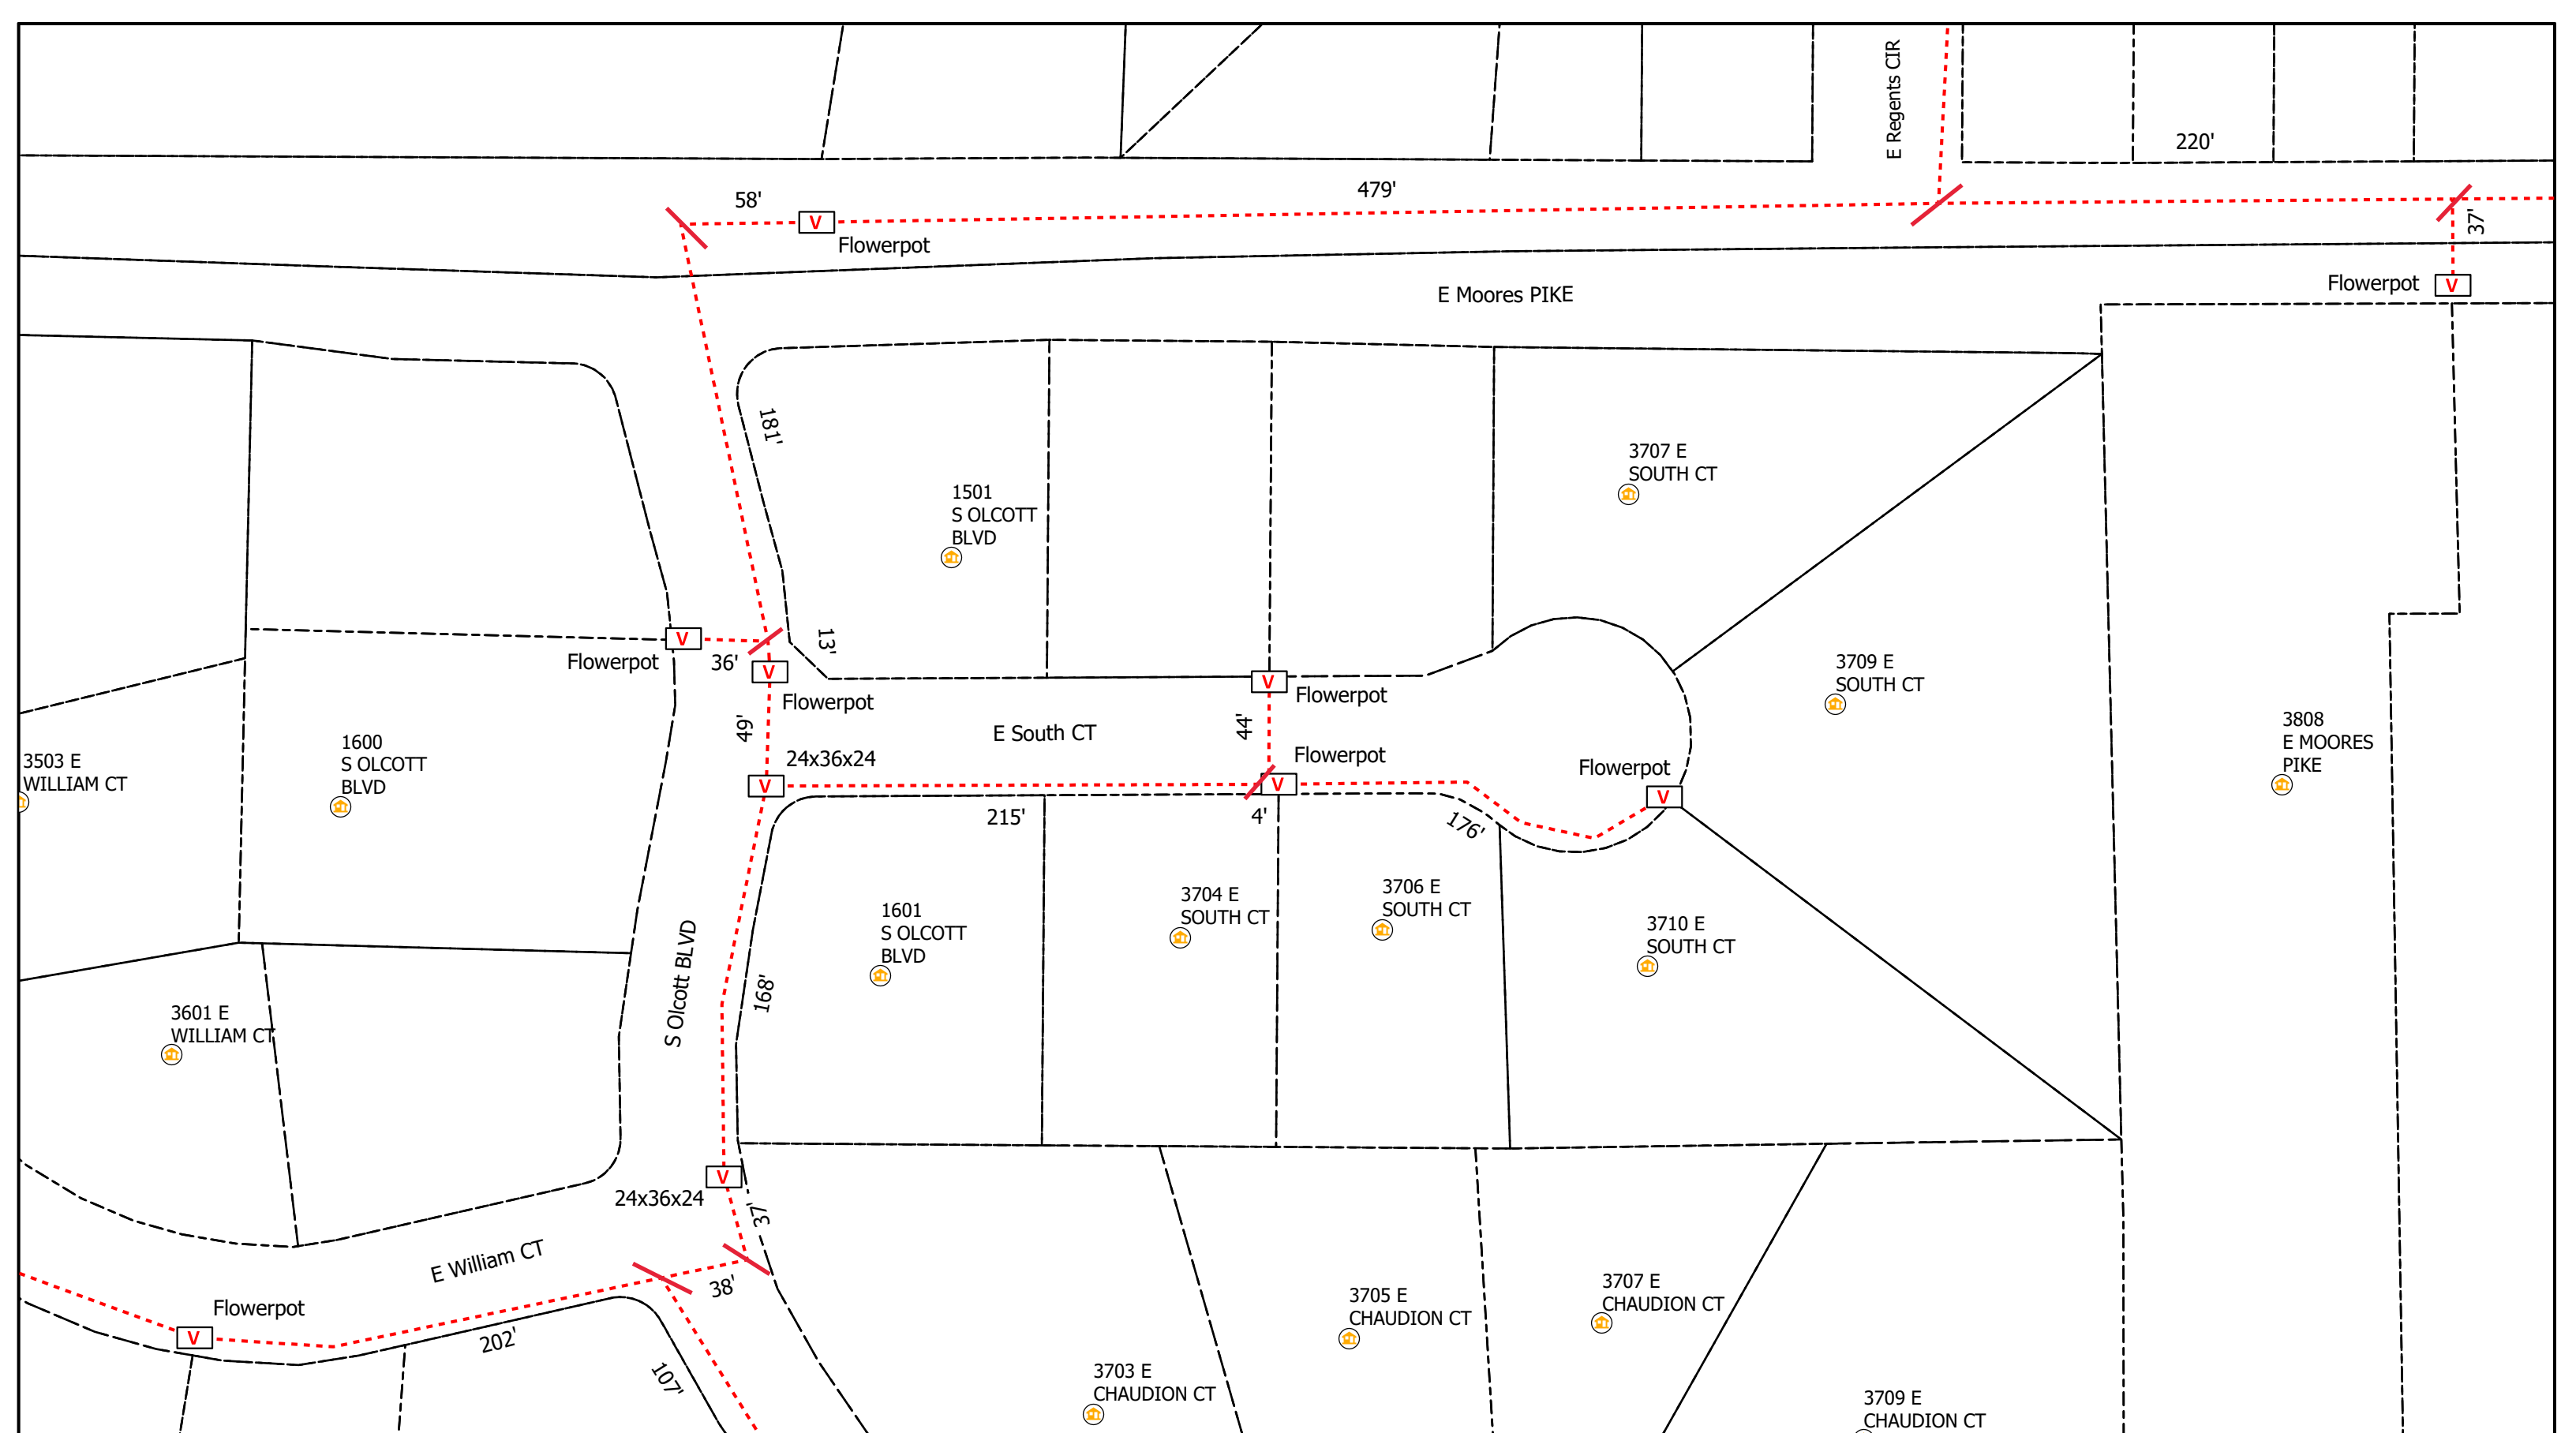 E Regents CIR
220'
58'
479'
37'
V
Flowerpot
Flowerpot
V
E Moores PIKE
181'
3707 E
SOUTH CT
1501
S OLCOTT
BLVD
V
13'
Flowerpot
36'
V
Flowerpot
V
Flowerpot
3709 E
SOUTH CT
49'
E South CT
44'
3808
E MOORES
PIKE
1600
S OLCOTT
BLVD
3503 E
WILLIAM CT
24x36x24
V
Flowerpot
V
Flowerpot
V
215'
4'
176'
3704 E
SOUTH CT
3706 E
SOUTH CT
1601
S OLCOTT
BLVD
3710 E
SOUTH CT
S Olcott BLVD
168'
3601 E
WILLIAM CT
V
24x36x24
37'
E William CT
38'
Flowerpot
V
202'
107'
3705 E
CHAUDION CT
3707 E
CHAUDION CT
3703 E
CHAUDION CT
3709 E
CHAUDION CT